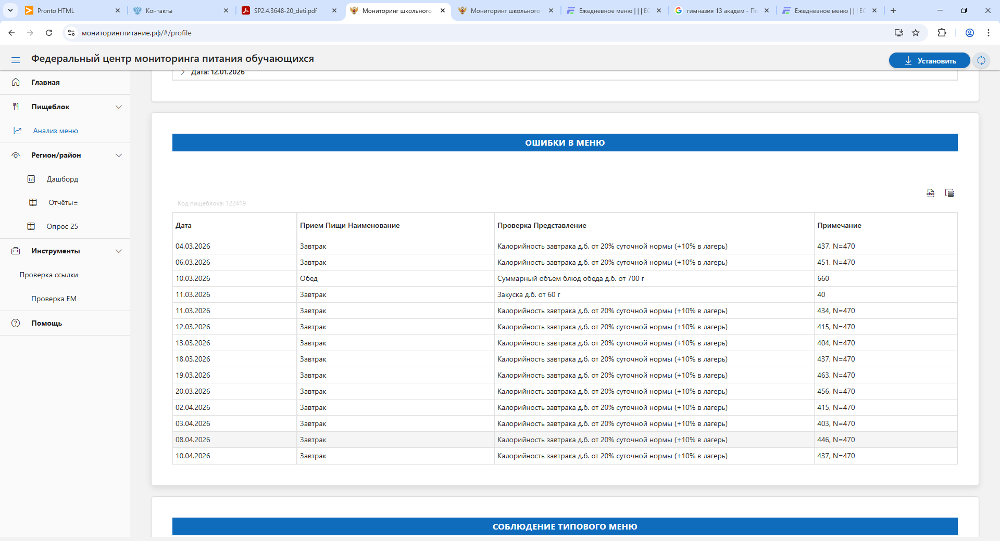 Pronto HTML
Контакты
SP2.4.3648-20_deti.pdf
Мониторинг школьного
Мониторинг школьного
Ежедневное меню | | | ЕС
гимназия 13 академ - По
Ежедневное меню | | | ЕС
мониторингпитание.рф/#/profile
Федеральный центр мониторинга питания обучающихся
Установить
Главная
Пищеблок
Анализ меню
Регион/район
Дашборд
Отчёты≡
Опрос 25
Инструменты
Проверка ссылки
Проверка ЕМ
Помощь
Дата: 12.01.2026
ОШИБКИ В МЕНЮ
xlsx
Код пищеблока: 122419
Дата Прием Пищи Наименование Проверка Представление Примечание
04.03.2026 Завтрак Калорийность завтрака д.б. от 20% суточной нормы (+10% в лагерь) 437, N=470
06.03.2026 Завтрак Калорийность завтрака д.б. от 20% суточной нормы (+10% в лагерь) 451, N=470
10.03.2026 Обед Суммарный объем блюд обеда д.б. от 700 г 660
11.03.2026 Завтрак Закуска д.б. от 60 г 40
11.03.2026 Завтрак Калорийность завтрака д.б. от 20% суточной нормы (+10% в лагерь) 434, N=470
12.03.2026 Завтрак Калорийность завтрака д.б. от 20% суточной нормы (+10% в лагерь) 415, N=470
13.03.2026 Завтрак Калорийность завтрака д.б. от 20% суточной нормы (+10% в лагерь) 404, N=470
18.03.2026 Завтрак Калорийность завтрака д.б. от 20% суточной нормы (+10% в лагерь) 437, N=470
19.03.2026 Завтрак Калорийность завтрака д.б. от 20% суточной нормы (+10% в лагерь) 463, N=470
20.03.2026 Завтрак Калорийность завтрака д.б. от 20% суточной нормы (+10% в лагерь) 456, N=470
02.04.2026 Завтрак Калорийность завтрака д.б. от 20% суточной нормы (+10% в лагерь) 415, N=470
03.04.2026 Завтрак Калорийность завтрака д.б. от 20% суточной нормы (+10% в лагерь) 403, N=470
08.04.2026 Завтрак Калорийность завтрака д.б. от 20% суточной нормы (+10% в лагерь) 446, N=470
10.04.2026 Завтрак Калорийность завтрака д.б. от 20% суточной нормы (+10% в лагерь) 437, N=470
СОБЛЮДЕНИЕ ТИПОВОГО МЕНЮ